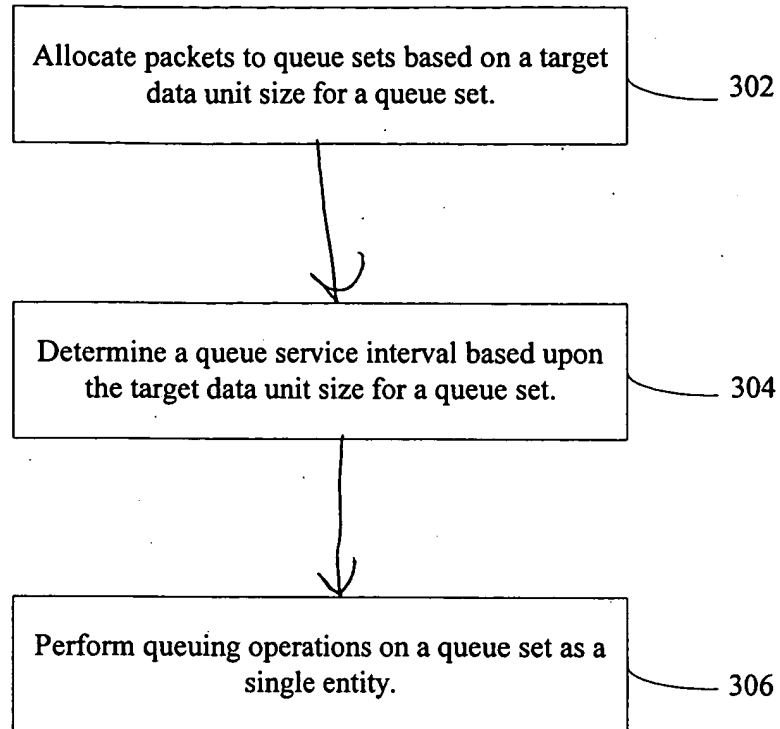 Allocate packets to queue sets based on a target
data unit size for a queue set.
302
Determine a queue service interval based upon
the target data unit size for a queue set.
304
Perform queuing operations on a queue set as a
single entity.
306